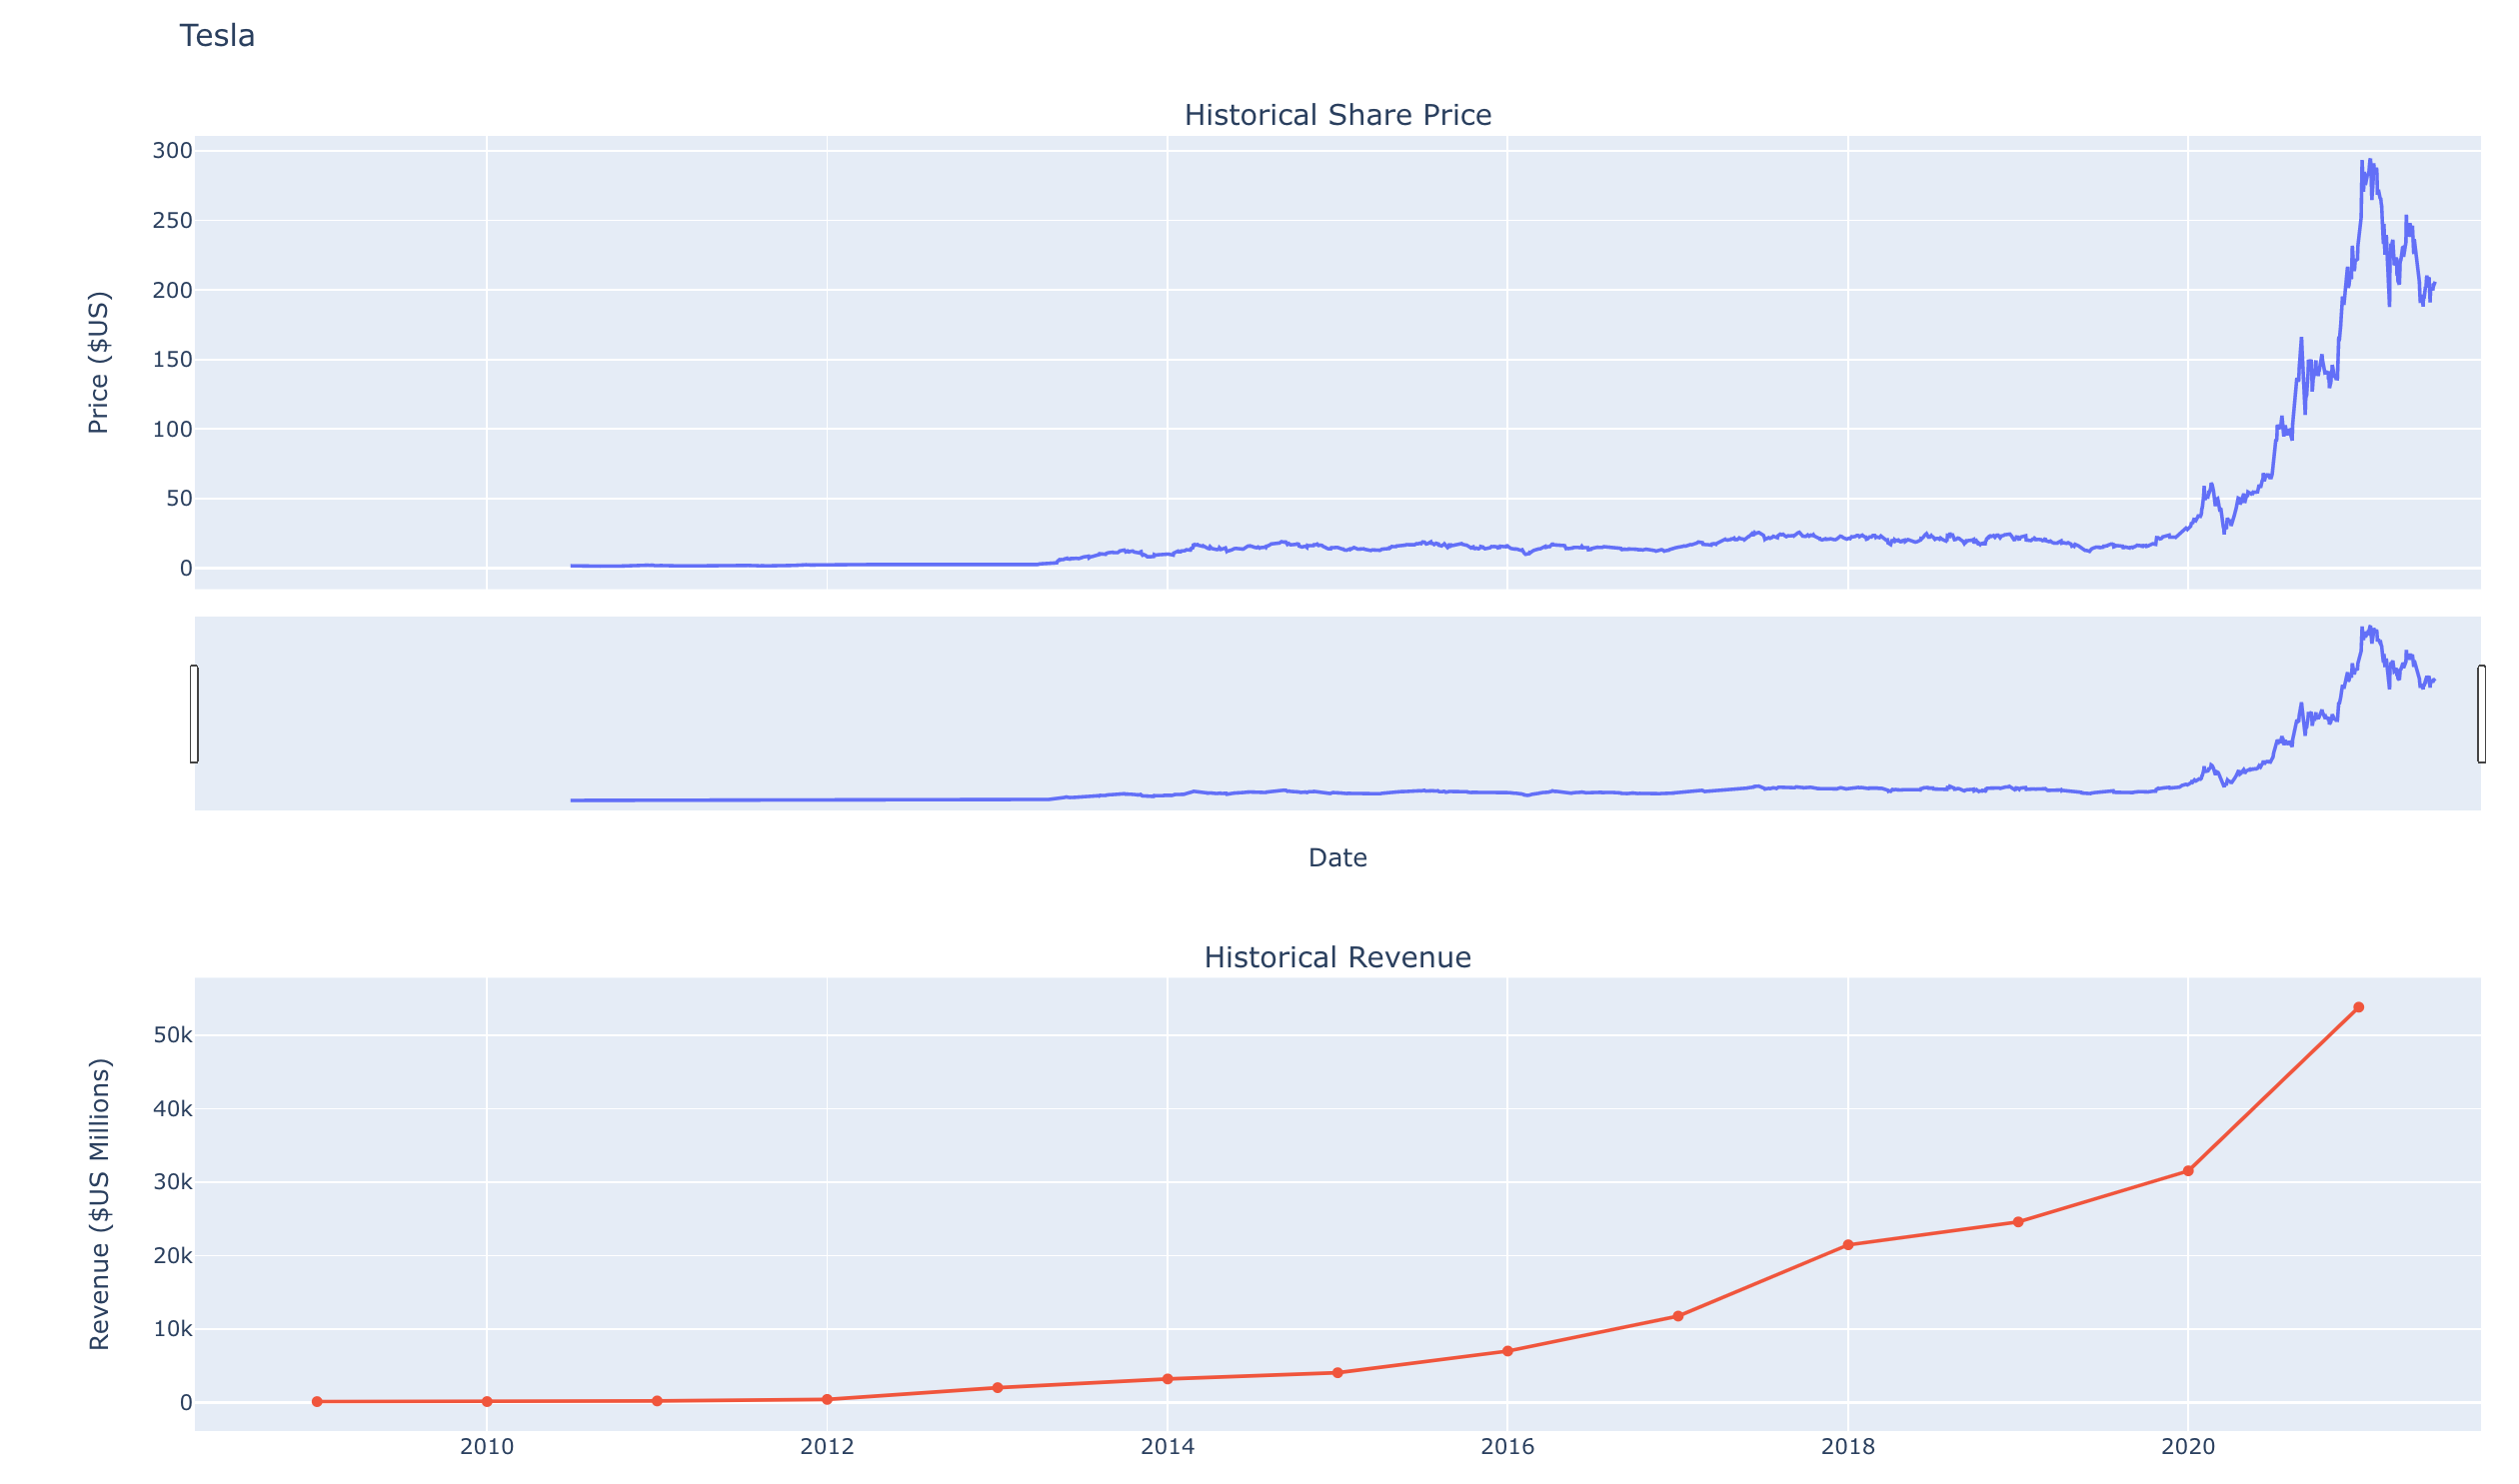 Tesla
Historical Share Price
300
250
200
150
100
50
0
Price ($US)
Date
Historical Revenue
50k
40k
30k
20k
10k
0
Revenue ($US Millions)
2010 2012 2014 2016 2018 2020